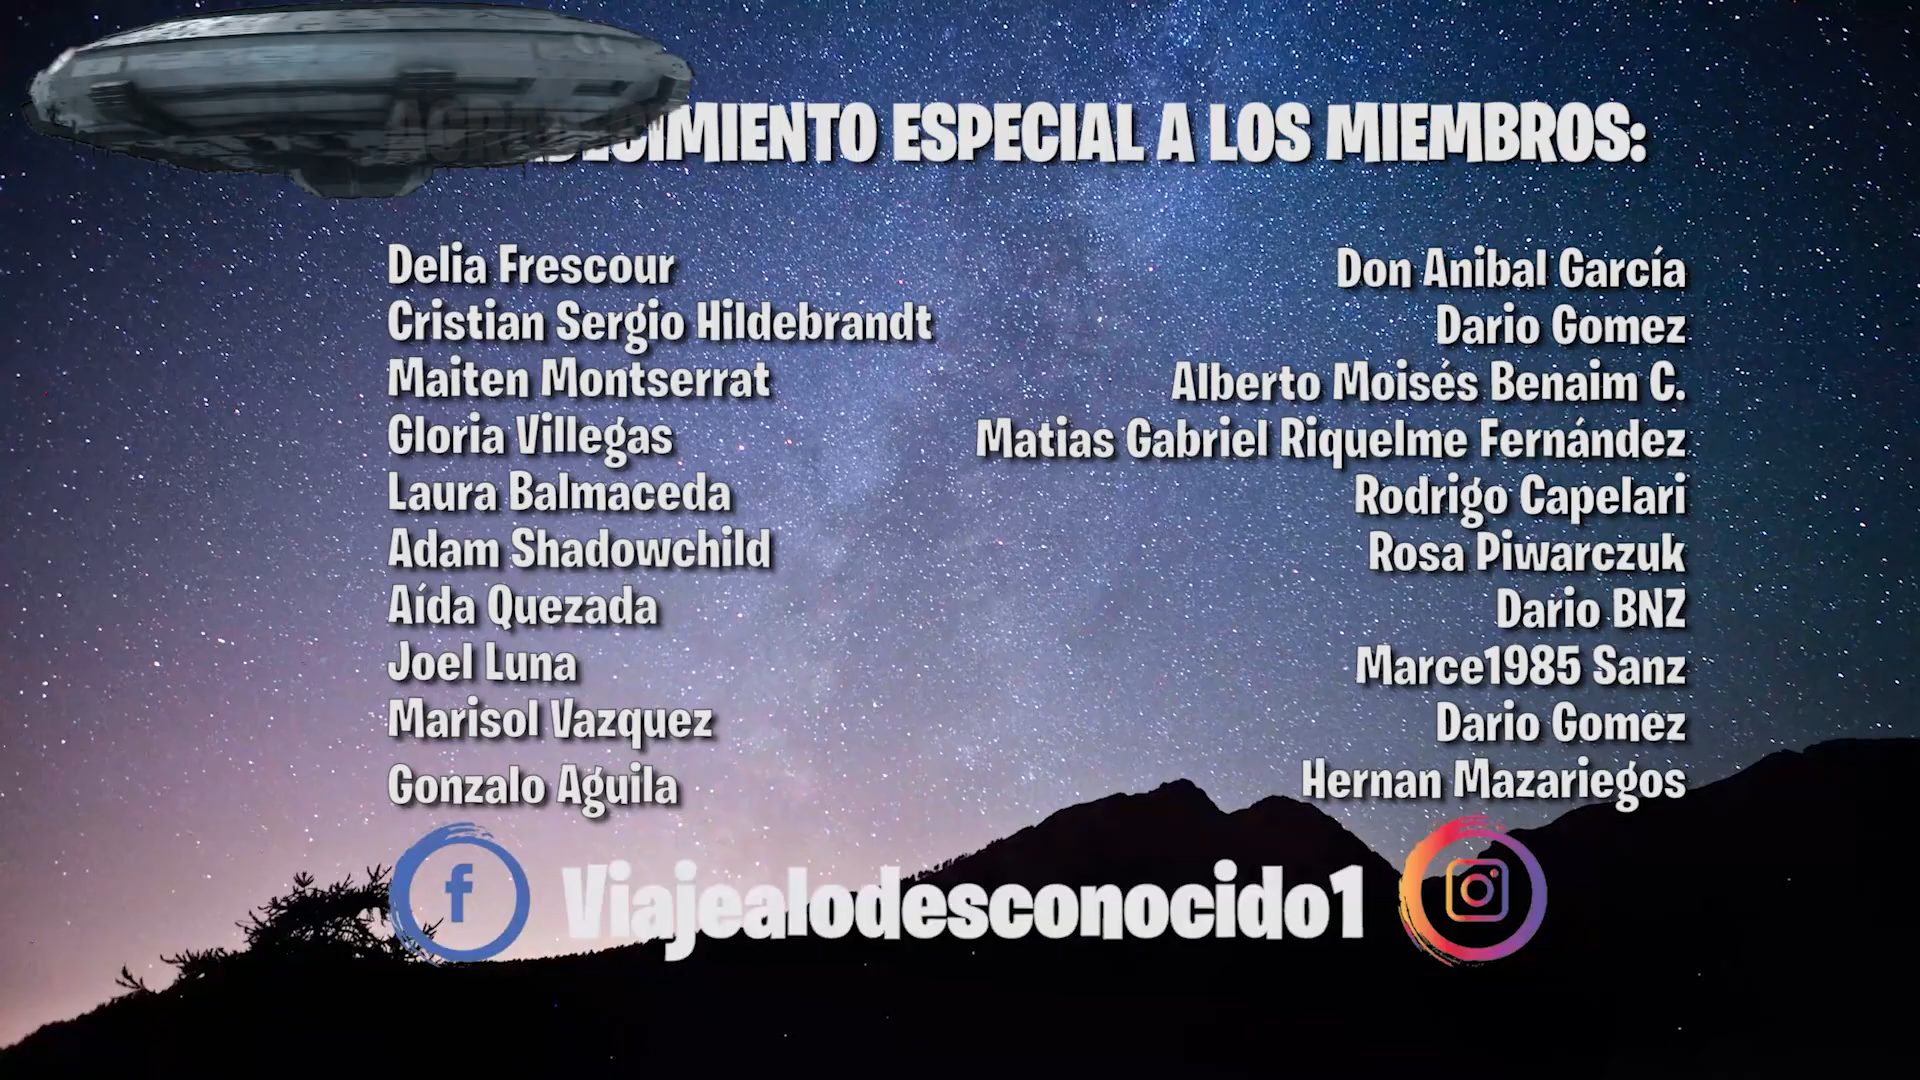 AGRADECIMIENTO ESPECIAL A LOS MIEMBROS:
Delia Frescour
Cristian Sergio Hildebrandt
Maiten Montserrat
Gloria Villegas
Laura Balmaceda
Adam Shadowchild
Aída Quezada
Joel Luna
Marisol Vazquez
Gonzalo Aguila
Don Anibal García
Dario Gomez
Alberto Moisés Benaim C.
Matias Gabriel Riquelme Fernández
Rodrigo Capelari
Rosa Piwarczuk
Dario BNZ
Marce1985 Sanz
Dario Gomez
Hernan Mazariegos
Viajealodesconocido1